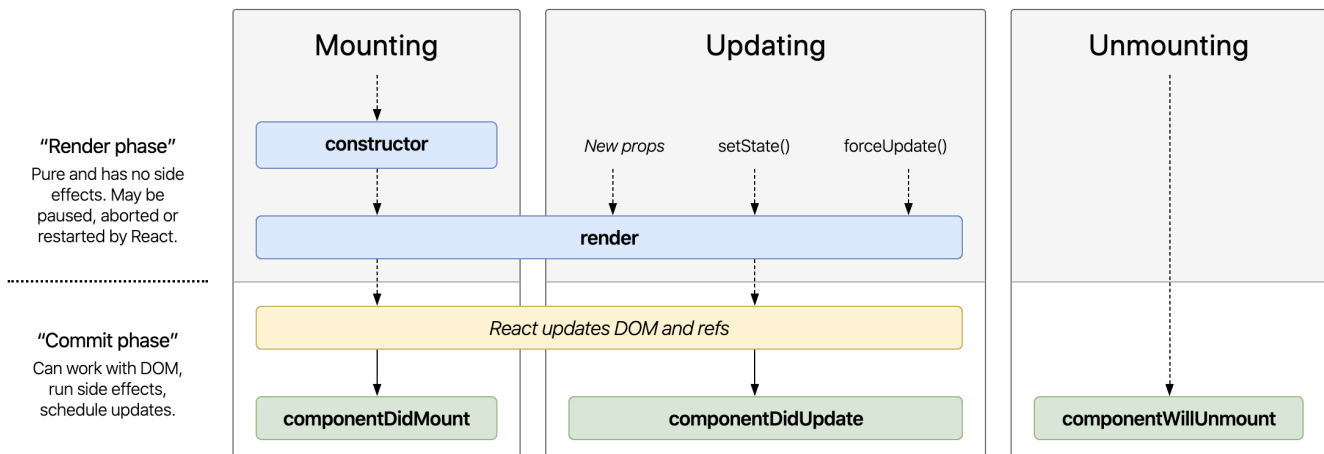 Mounting
Updating
Unmounting
“Render phase”
Pure and has no side
effects. May be
paused, aborted or
restarted by React.
constructor
New props
setState()
forceUpdate()
render
“Commit phase”
Can work with DOM,
run side effects,
schedule updates.
React updates DOM and refs
componentDidMount
componentDidUpdate
componentWillUnmount